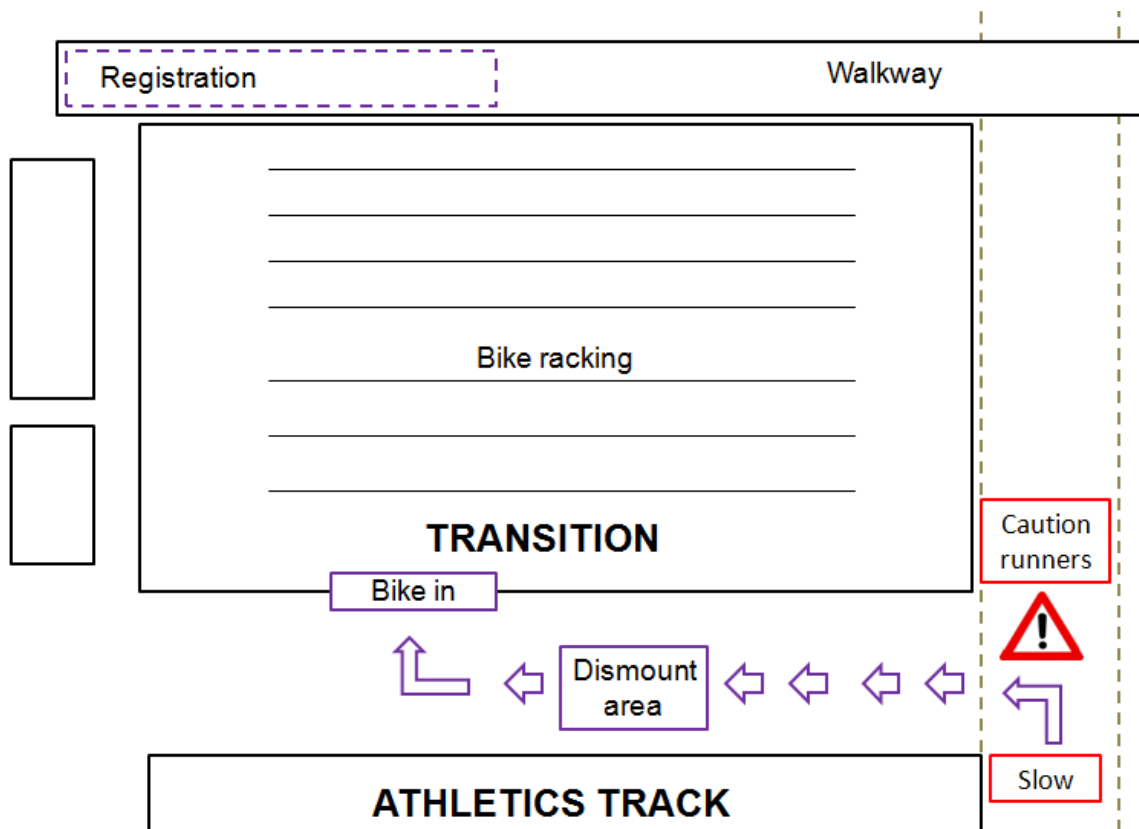 Registration
Walkway
Bike racking
TRANSITION
Caution
runners
Bike in
Dismount
area
Slow
ATHLETICS TRACK